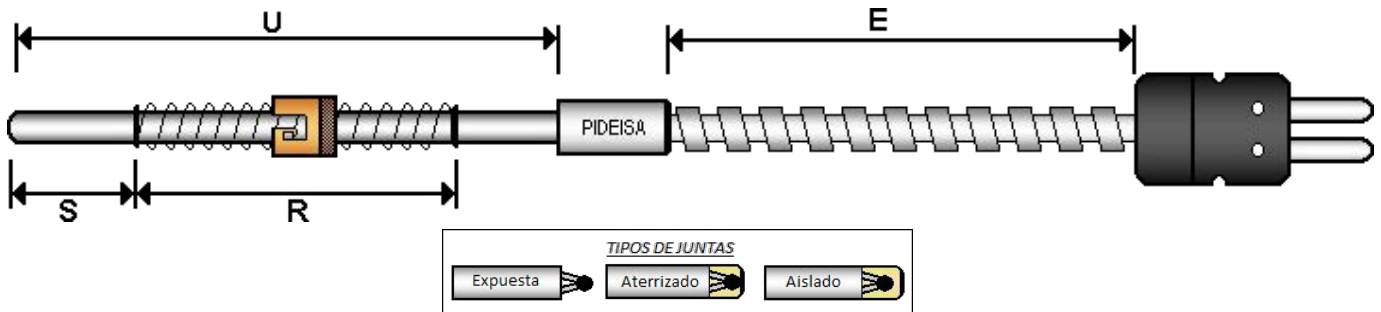 U
E
PIDEISA
S
R
TIPOS DE JUNTAS
Expuesta
Aterrizado
Aislado